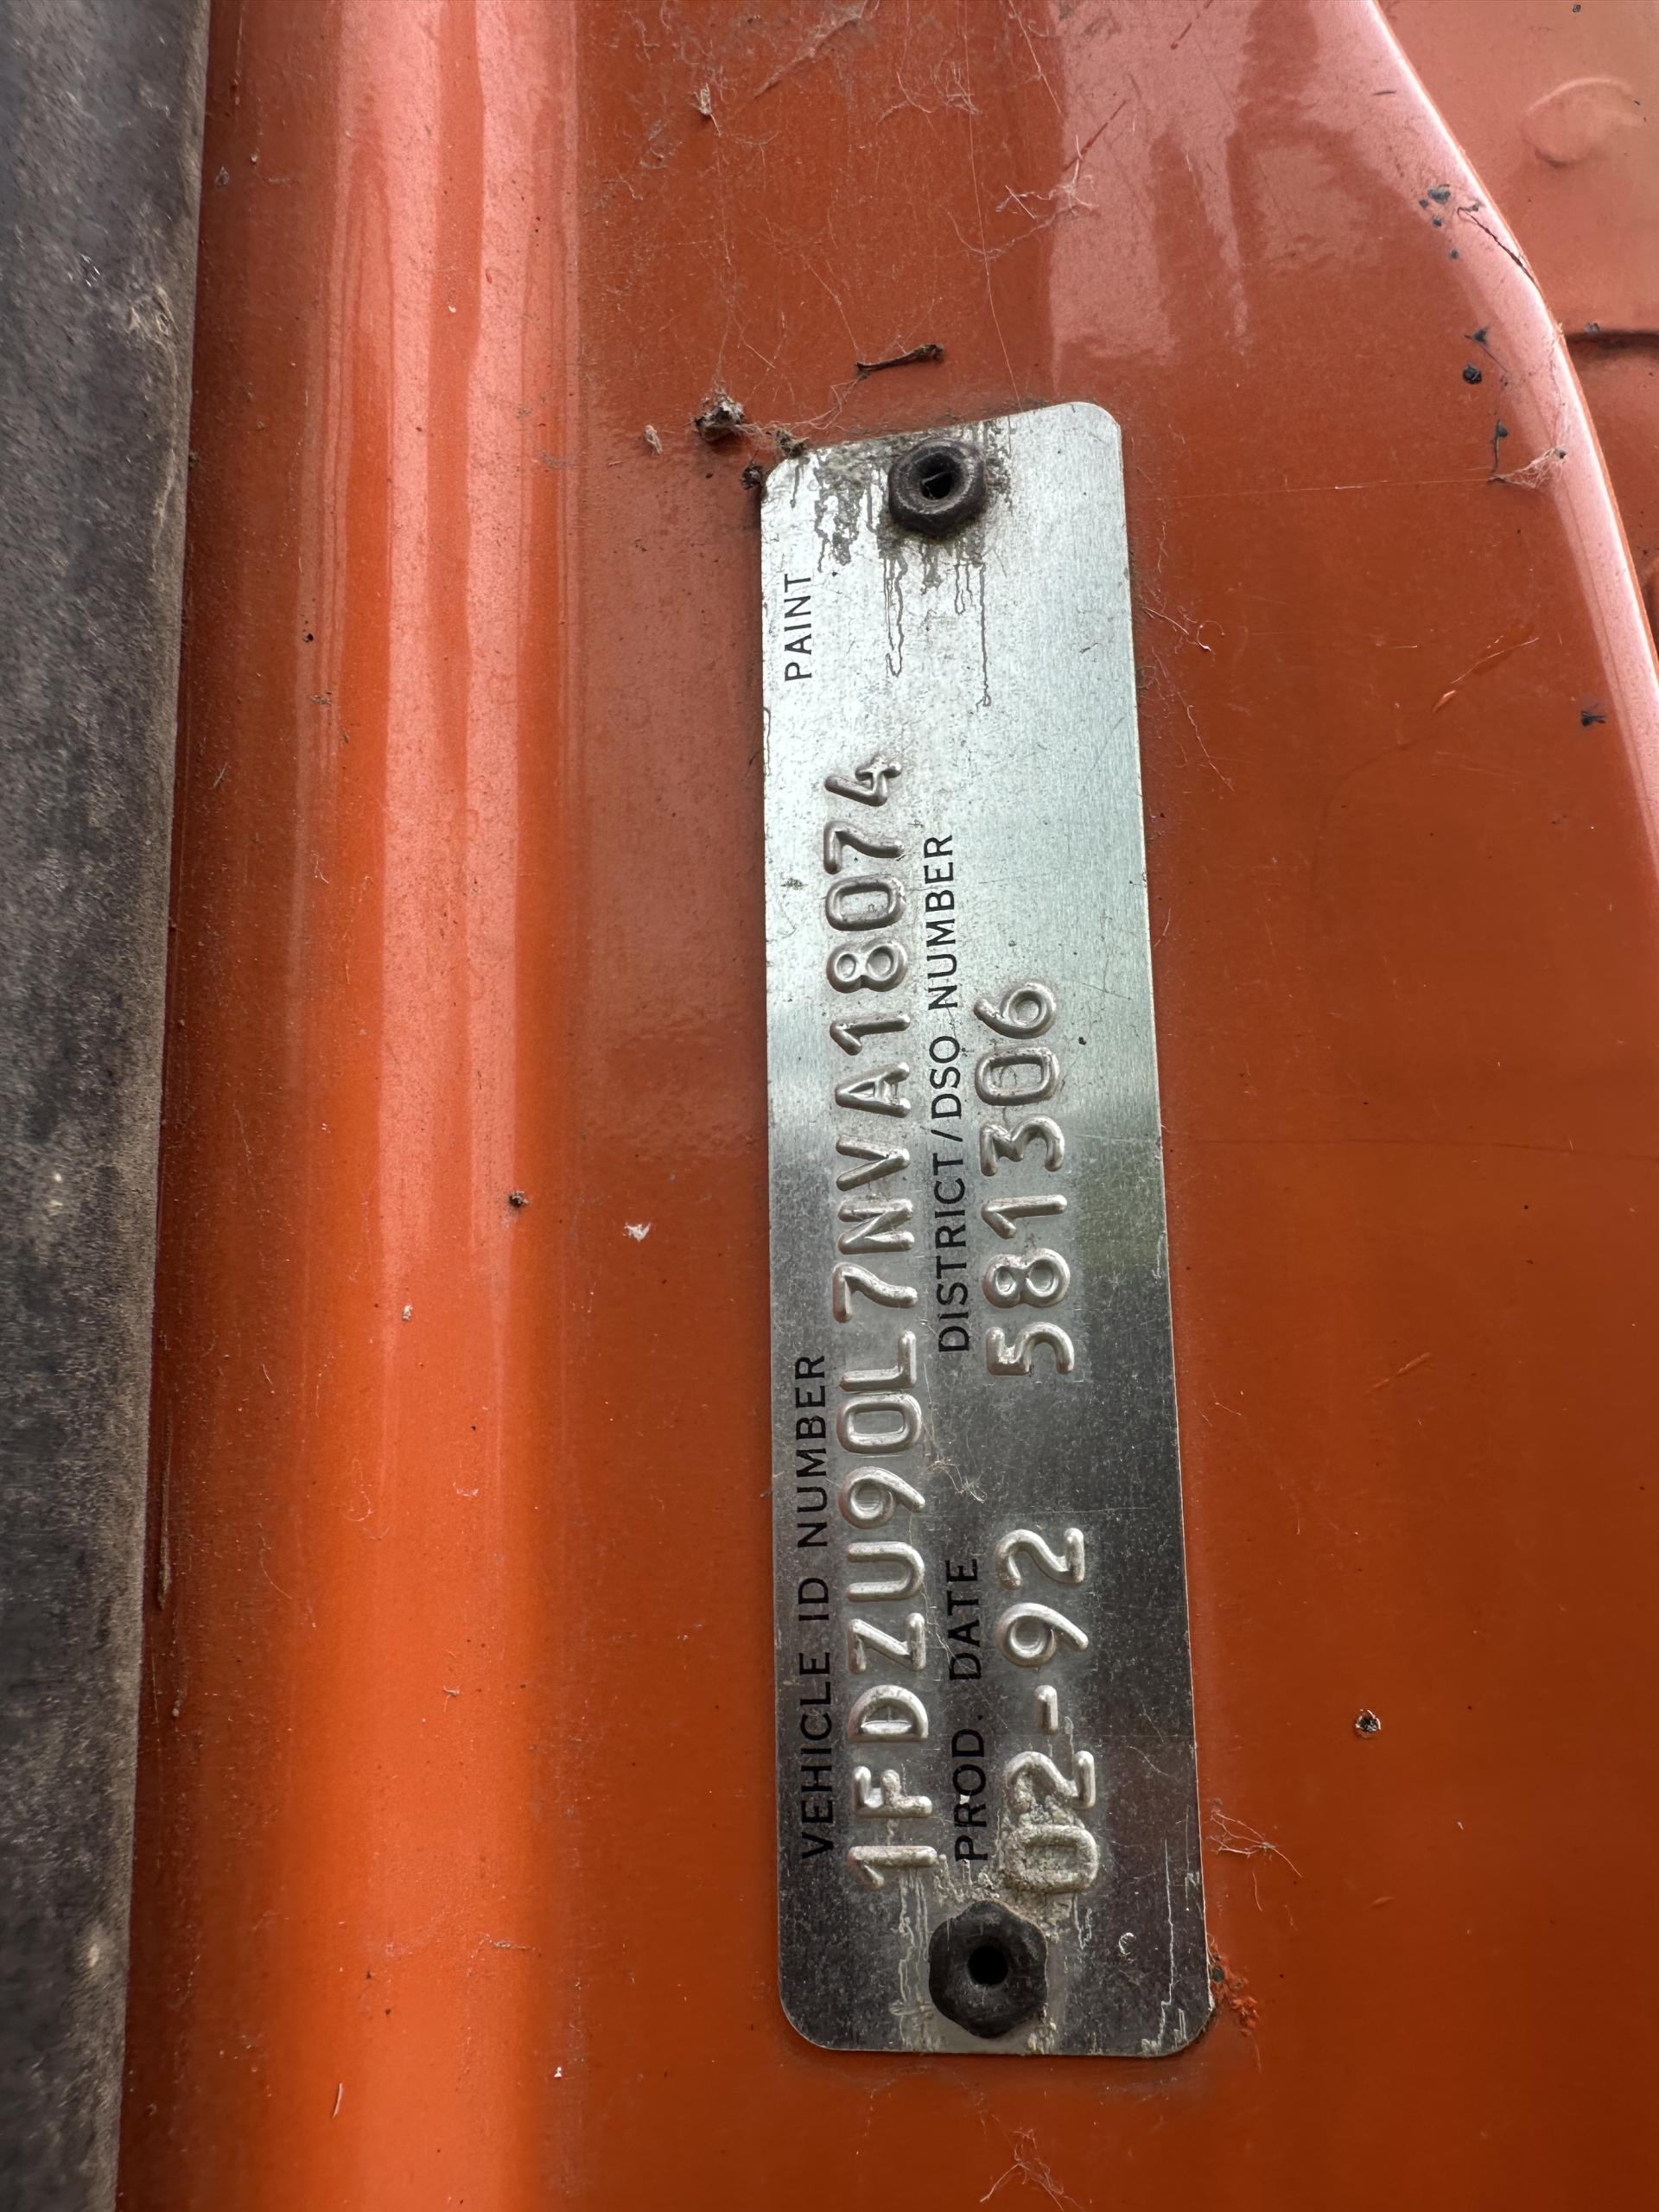 VEHICLE ID NUMBER PAINT
1FDZU90L7NVA18074
PROD. DATE DISTRICT/DSO NUMBER
02-92 581306